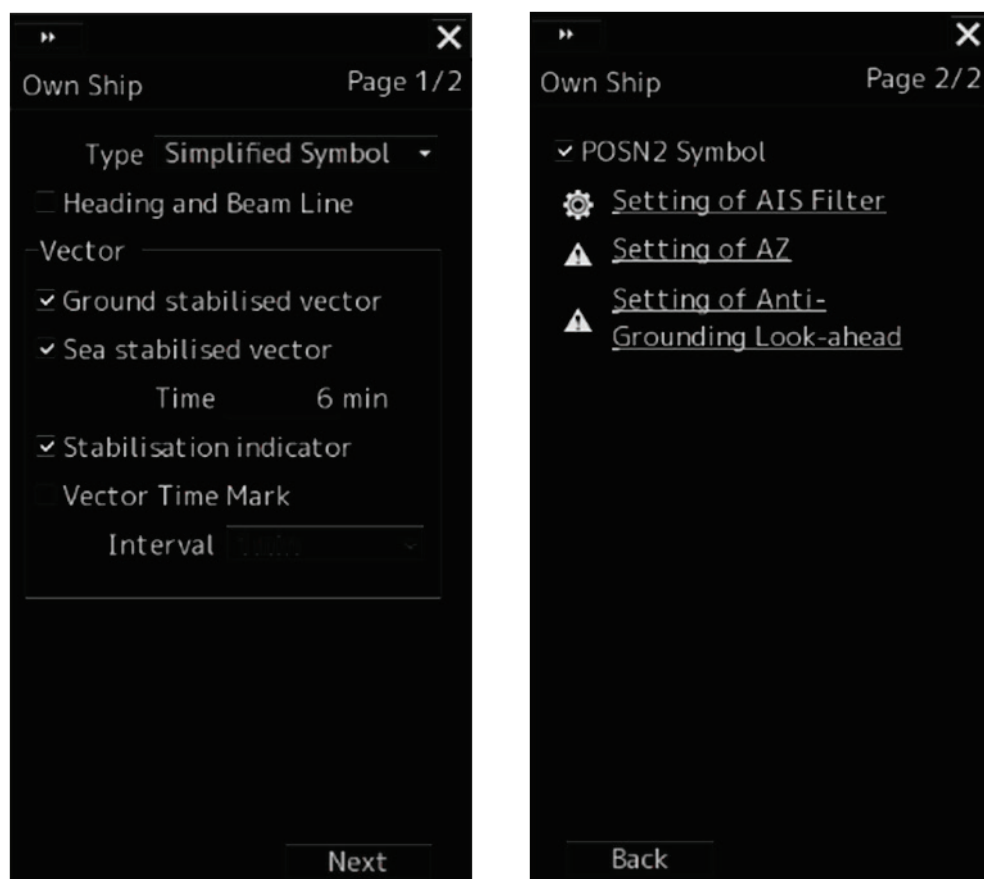 Own Ship Page 1/2
Type Simplified Symbol
Heading and Beam Line
Vector
Ground stabilised vector
Sea stabilised vector
Time 6 min
Stabilisation indicator
Vector Time Mark
Interval
Next
Own Ship Page 2/2
POSN2 Symbol
Setting of AIS Filter
Setting of AZ
Setting of Anti-
Grounding Look-ahead
Back